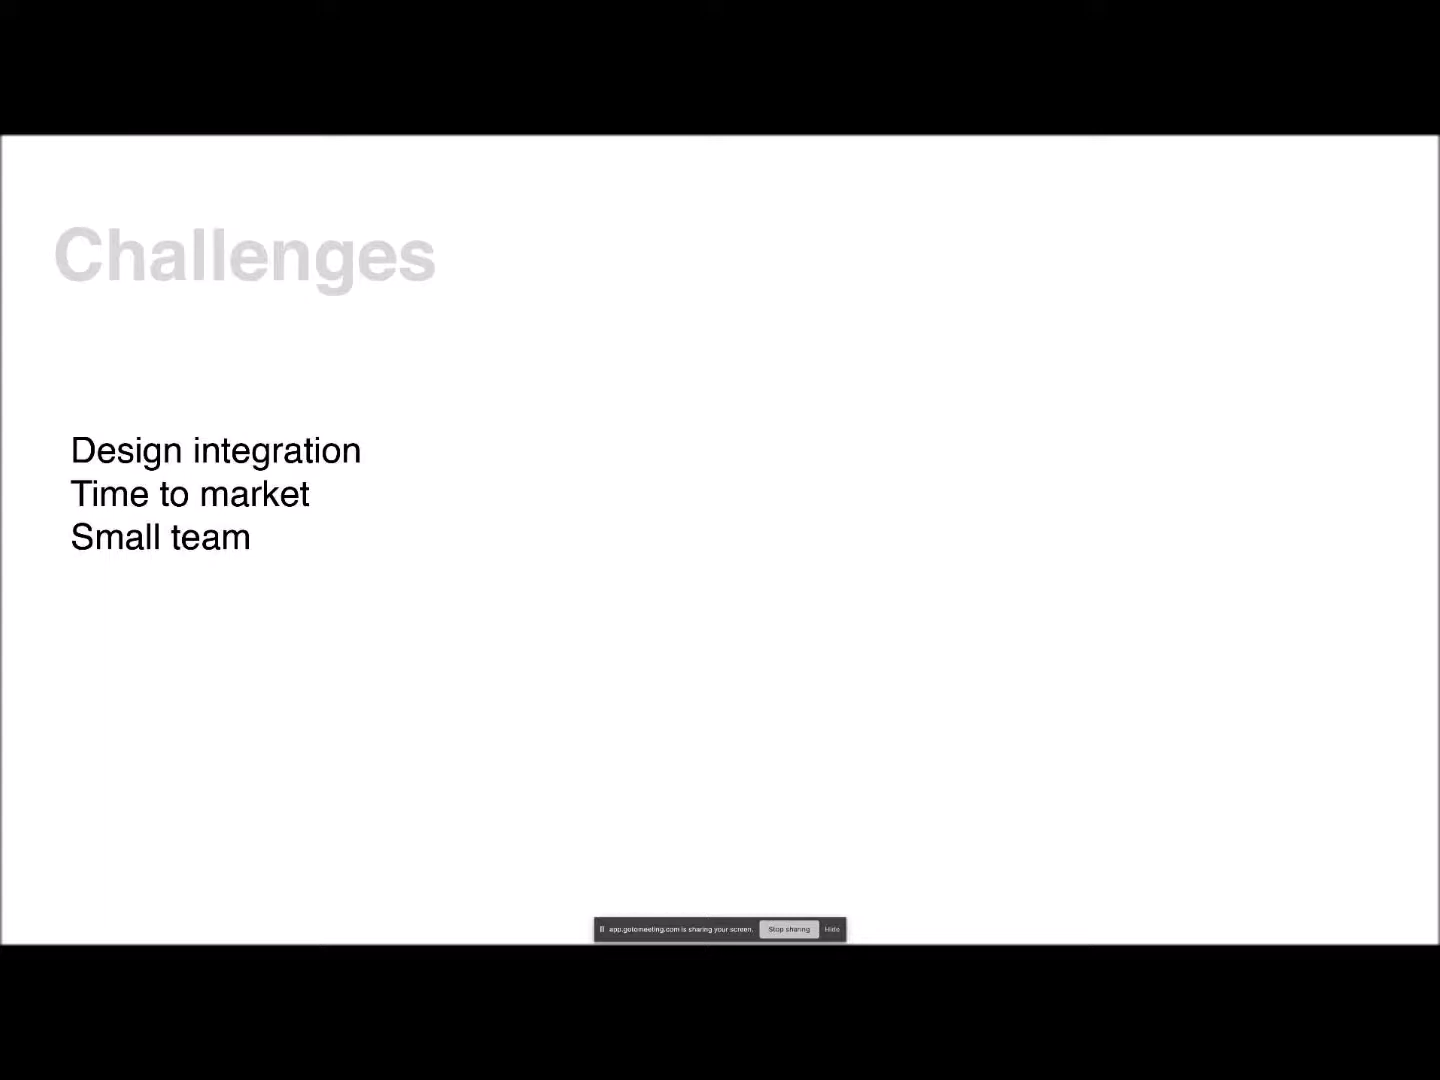 Challenges
Design integration
Time to market
Small team
app.gotomeeting.com is sharing your screen. Stop sharing Hide